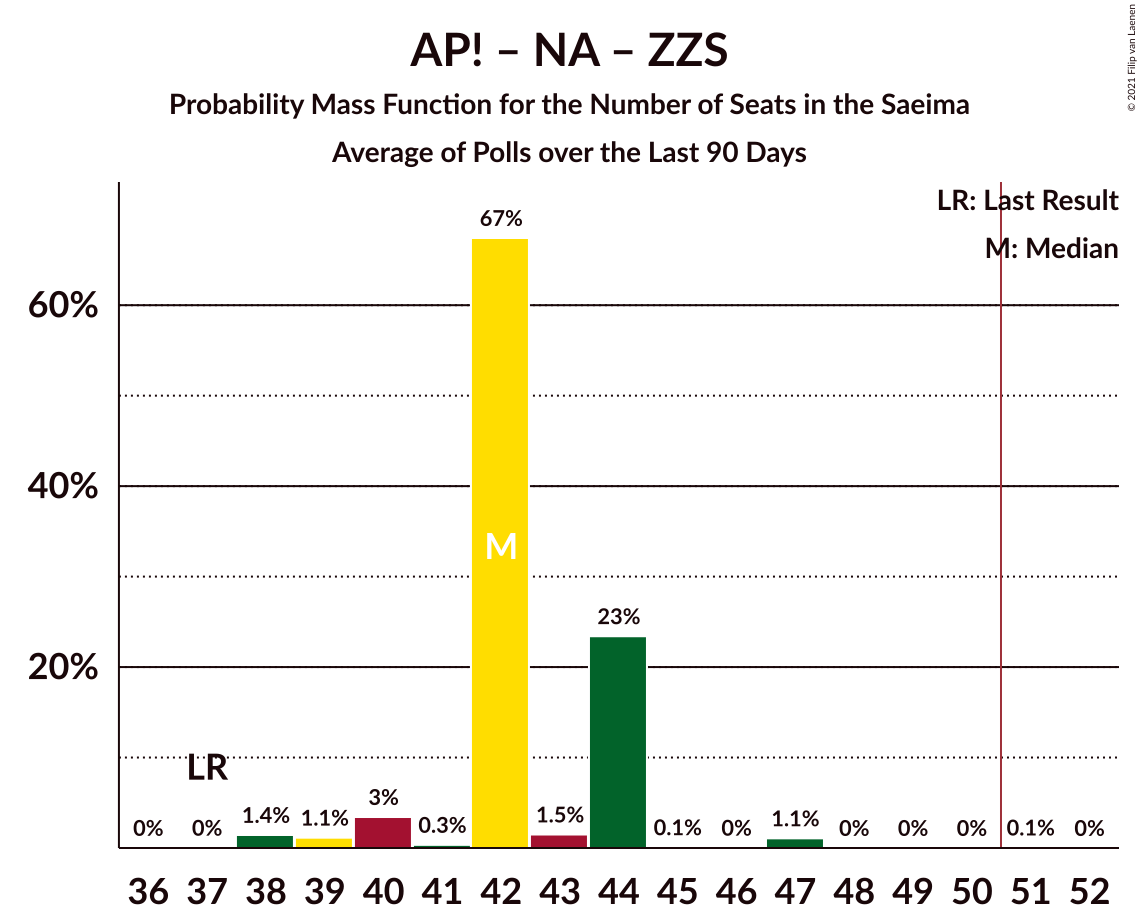 AP! – NA – ZZS
Probability Mass Function for the Number of Seats in the Saeima
Average of Polls over the Last 90 Days
© 2021 Filip van Laenen
LR: Last Result
M: Median
60%
40%
20%
0% 0% 1.4% 1.1% 3% 0.3% 67% 1.5% 23% 0.1% 0% 1.1% 0% 0% 0% 0.1% 0%
LR
M
36 37 38 39 40 41 42 43 44 45 46 47 48 49 50 51 52